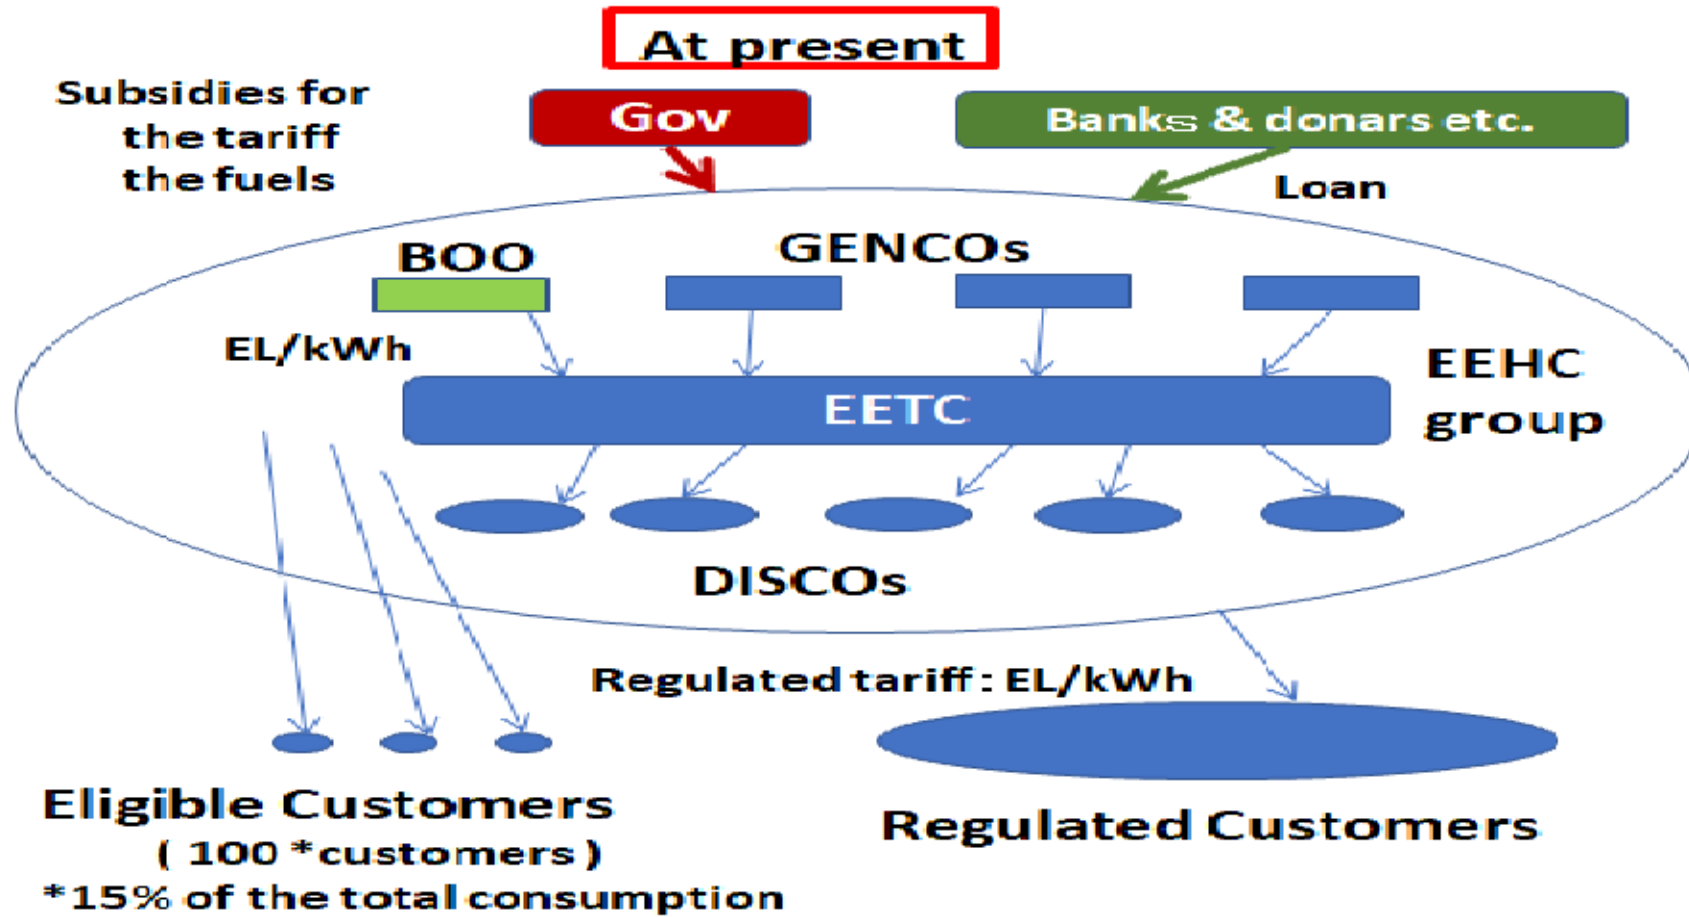 At present
Subsidies for
the tariff
the fuels
Gov
Banks & donars etc.
Loan
BOO
GENCOs
EL/kWh
EETC
EEHC
group
DISCOs
Regulated tariff: EL/kWh
Eligible Customers
( 100 *customers )
*15% of the total consumption
Regulated Customers